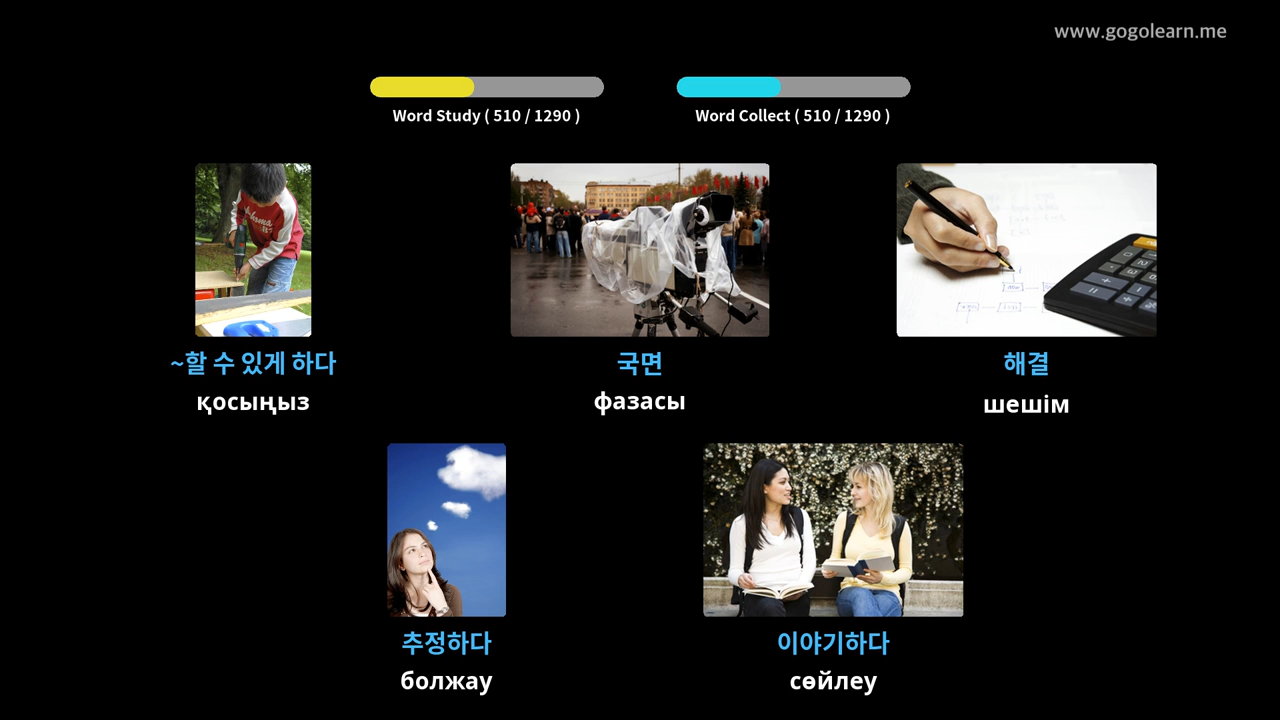 www.gogolearn.me
Word Study ( 510 / 1290 )
Word Collect ( 510 / 1290 )
~할 수 있게 하다
қосыңыз
국면
фазасы
해결
шешім
추정하다
болжау
이야기하다
сөйлеу